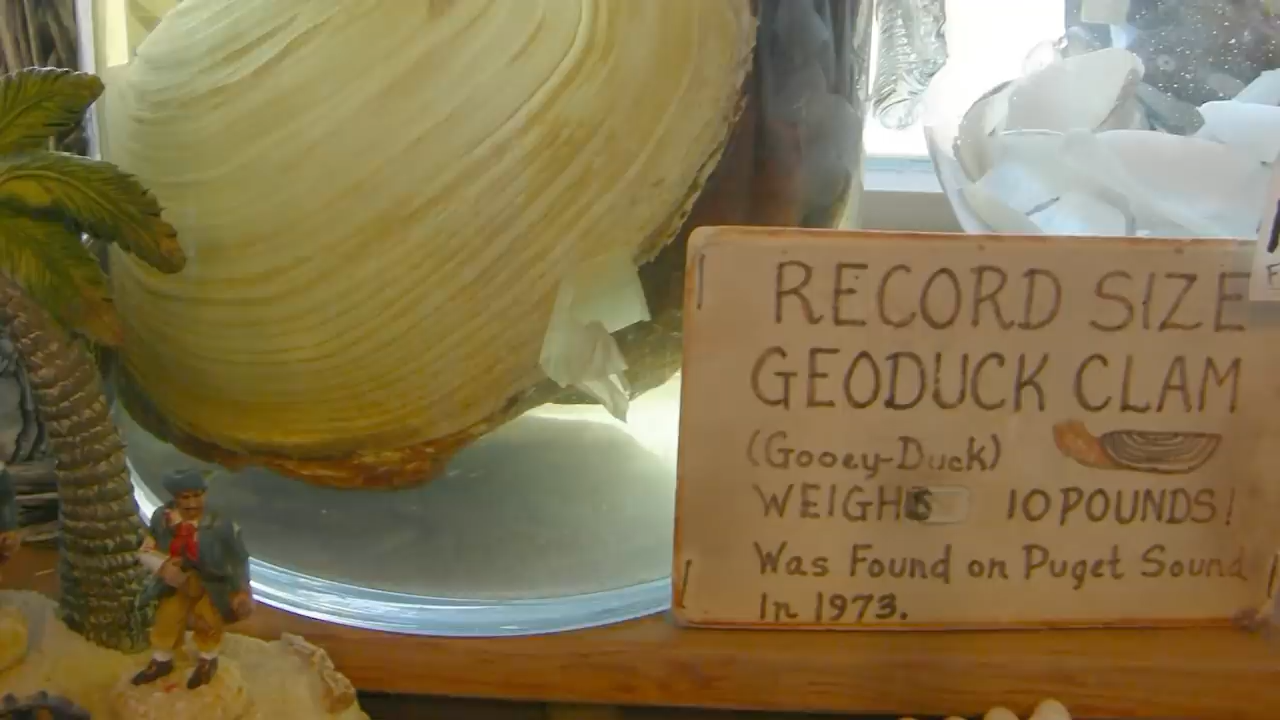 RECORD SIZE
GEODUCK CLAM
(Gooey-Duck)
WEIGHS 10 POUNDS!
Was Found on Puget Sound
In 1973.